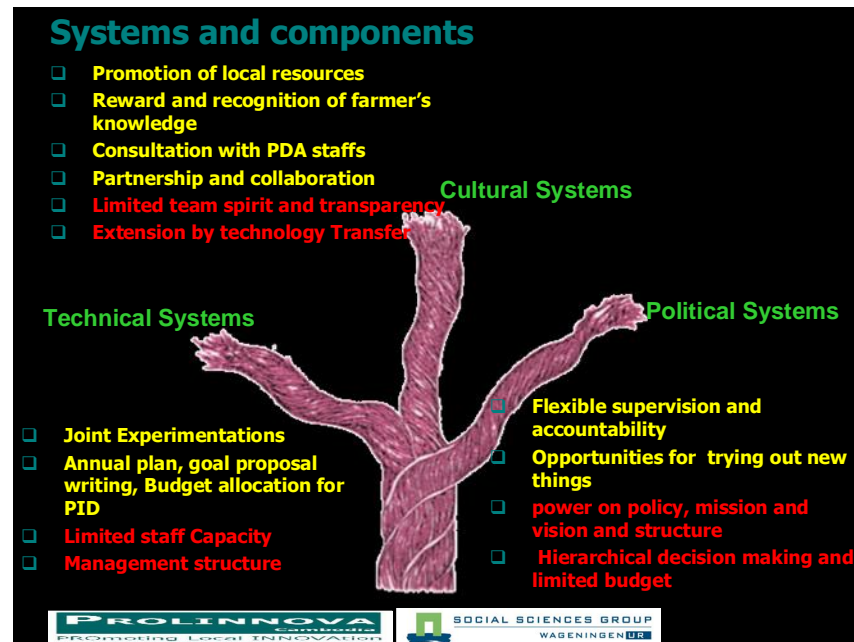 Systems and components
Promotion of local resources
Reward and recognition of farmer's
knowledge
Consultation with PDA staffs
Partnership and collaboration
Limited team spirit and transparency
Extension by technology Transfer
Cultural Systems
Technical Systems
Political Systems
Joint Experimentations
Annual plan, goal proposal
writing, Budget allocation for
PID
Limited staff Capacity
Management structure
Flexible supervision and
accountability
Opportunities for trying out new
things
power on policy, mission and
vision and structure
Hierarchical decision making and
limited budget
PROLINNOVA
Cambodia
PROmoting Local INNOVAtion
SOCIAL SCIENCES GROUP
WAGENINGEN UR